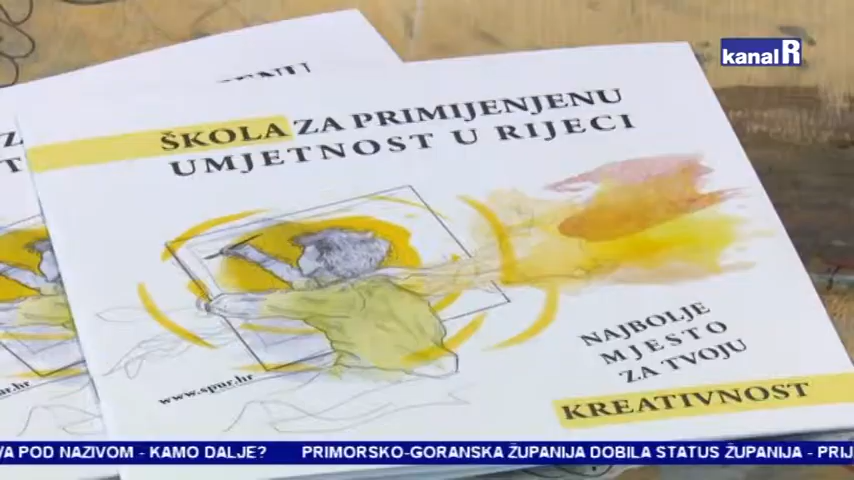 kanal R
ŠKOLA ZA PRIMIJENJENU
UMJETNOST U RIJECI
NAJBOLJE
MJESTO
ZA TVOJU
KREATIVNOST
www.spur.hr
VA POD NAZIVOM - KAMO DALJE? PRIMORSKO-GORANSKA ŽUPANIJA DOBILA STATUS ŽUPANIJA - PRIJ